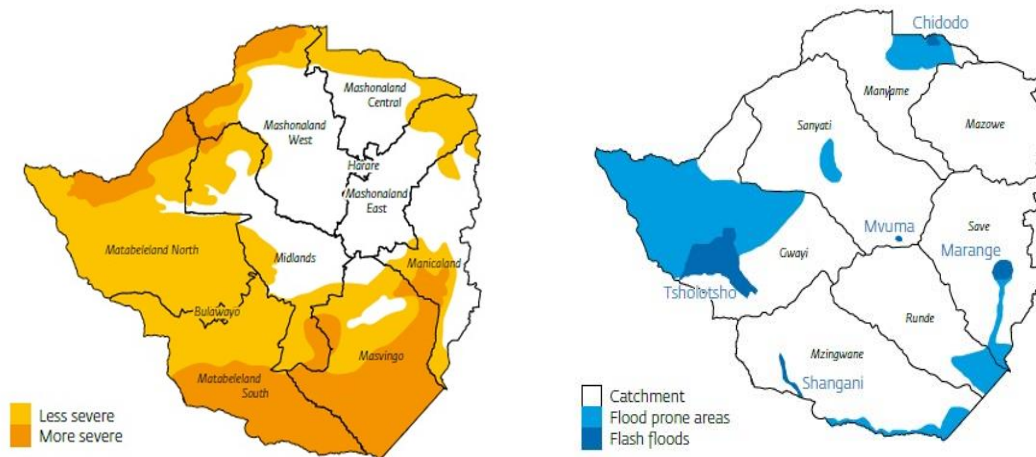 Mashonaland
Central
Mashonaland
West
Harare
Mashonaland
East
Matabeleland North
Midlands
Manicaland
Bulawayo
Masvingo
Matabeleland
South
Less severe
More severe
Chidodo
Manyame
Mazowe
Sanyati
Mvuma
Save
Marange
Gwayi
Tsholotsho
Runde
Mzingwane
Shangani
Catchment
Flood prone areas
Flash floods